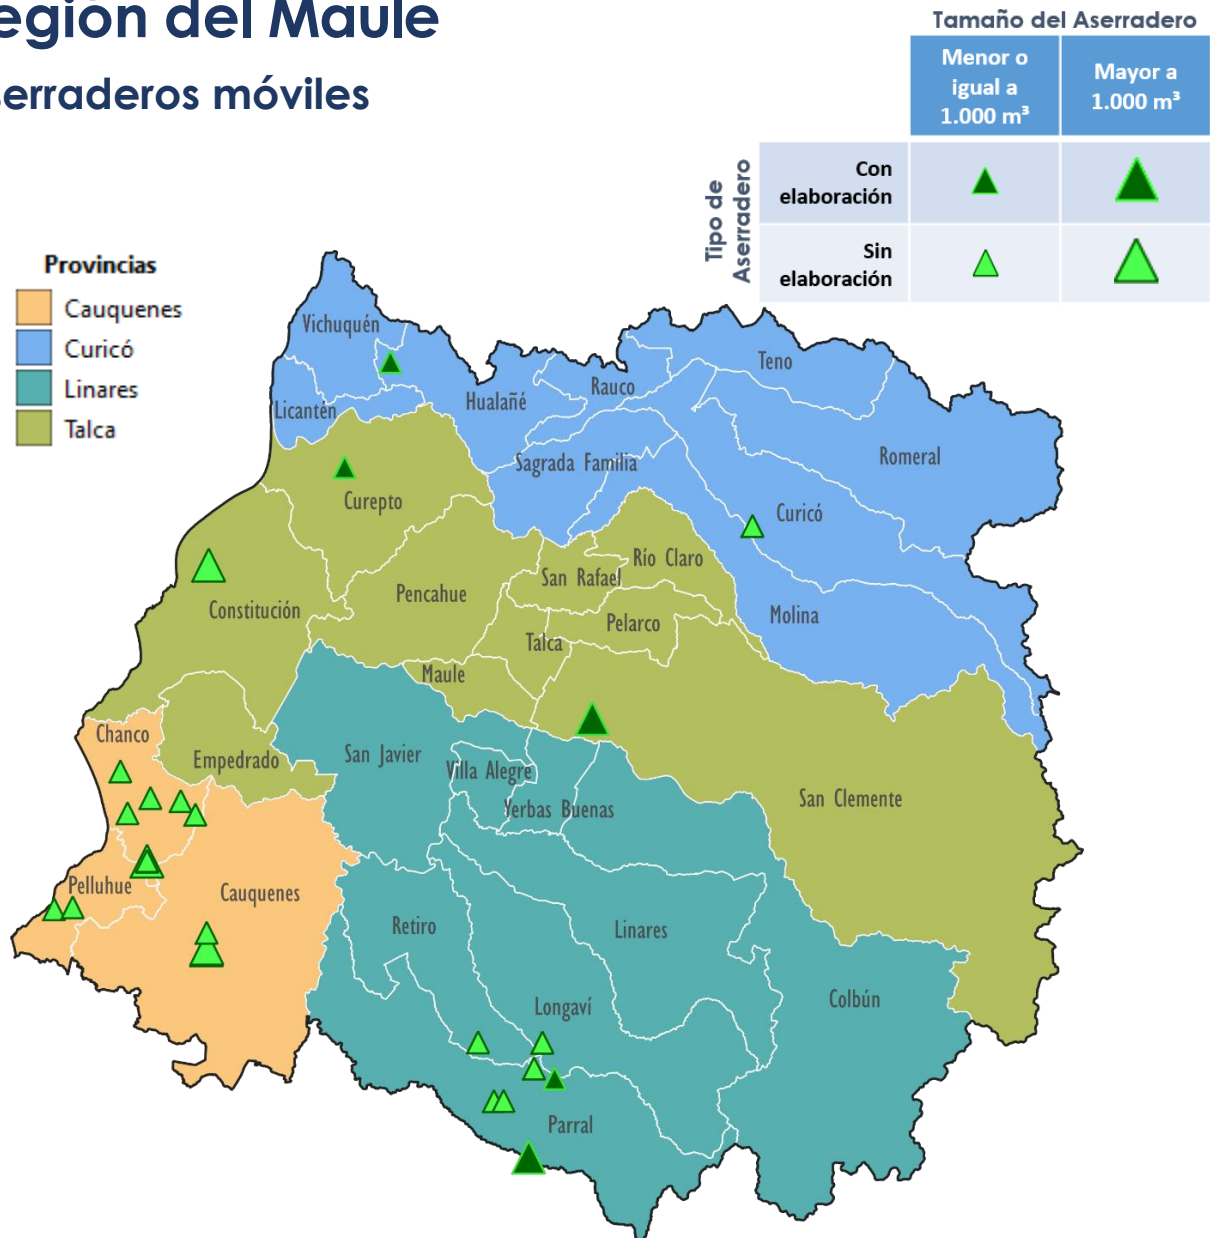 egión del Maule
serraderos móviles
Tamaño del Aserradero
Menor o
igual a
1.000 m³
Mayor a
1.000 m³
Tipo de
Aserradero
Con
elaboración
Sin
elaboración
Provincias
Cauquenes
Curicó
Linares
Talca
Vichuquén
Teno
Rauco
Hualañé
Licantén
Romeral
Sagrada Familia
Curepto
Curicó
Río Claro
San Rafael
Pencahue
Constitución
Molina
Pelarco
Talca
Maule
Chanco
San Javier
Empedrado
Villa Alegre
San Clemente
Yerbas Buenas
Pelluhue
Cauquenes
Retiro
Linares
Colbún
Longaví
Parral